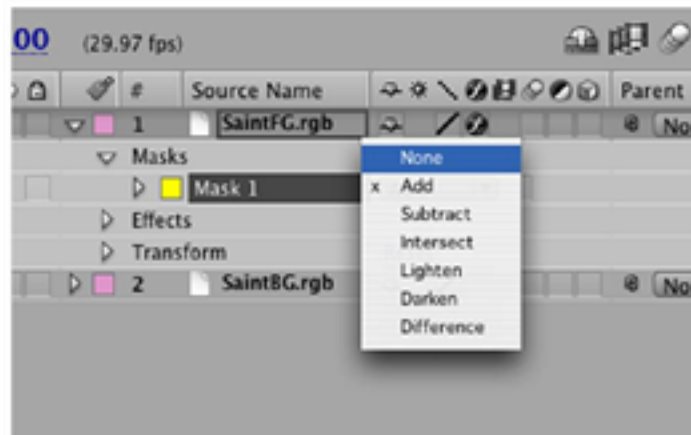 00 (29.97 fps)
# Source Name Parent
1 SaintFG.rgb No
Masks
Mask 1
Effects
Transform
2 SaintBG.rgb No
None
x Add
Subtract
Intersect
Lighten
Darken
Difference